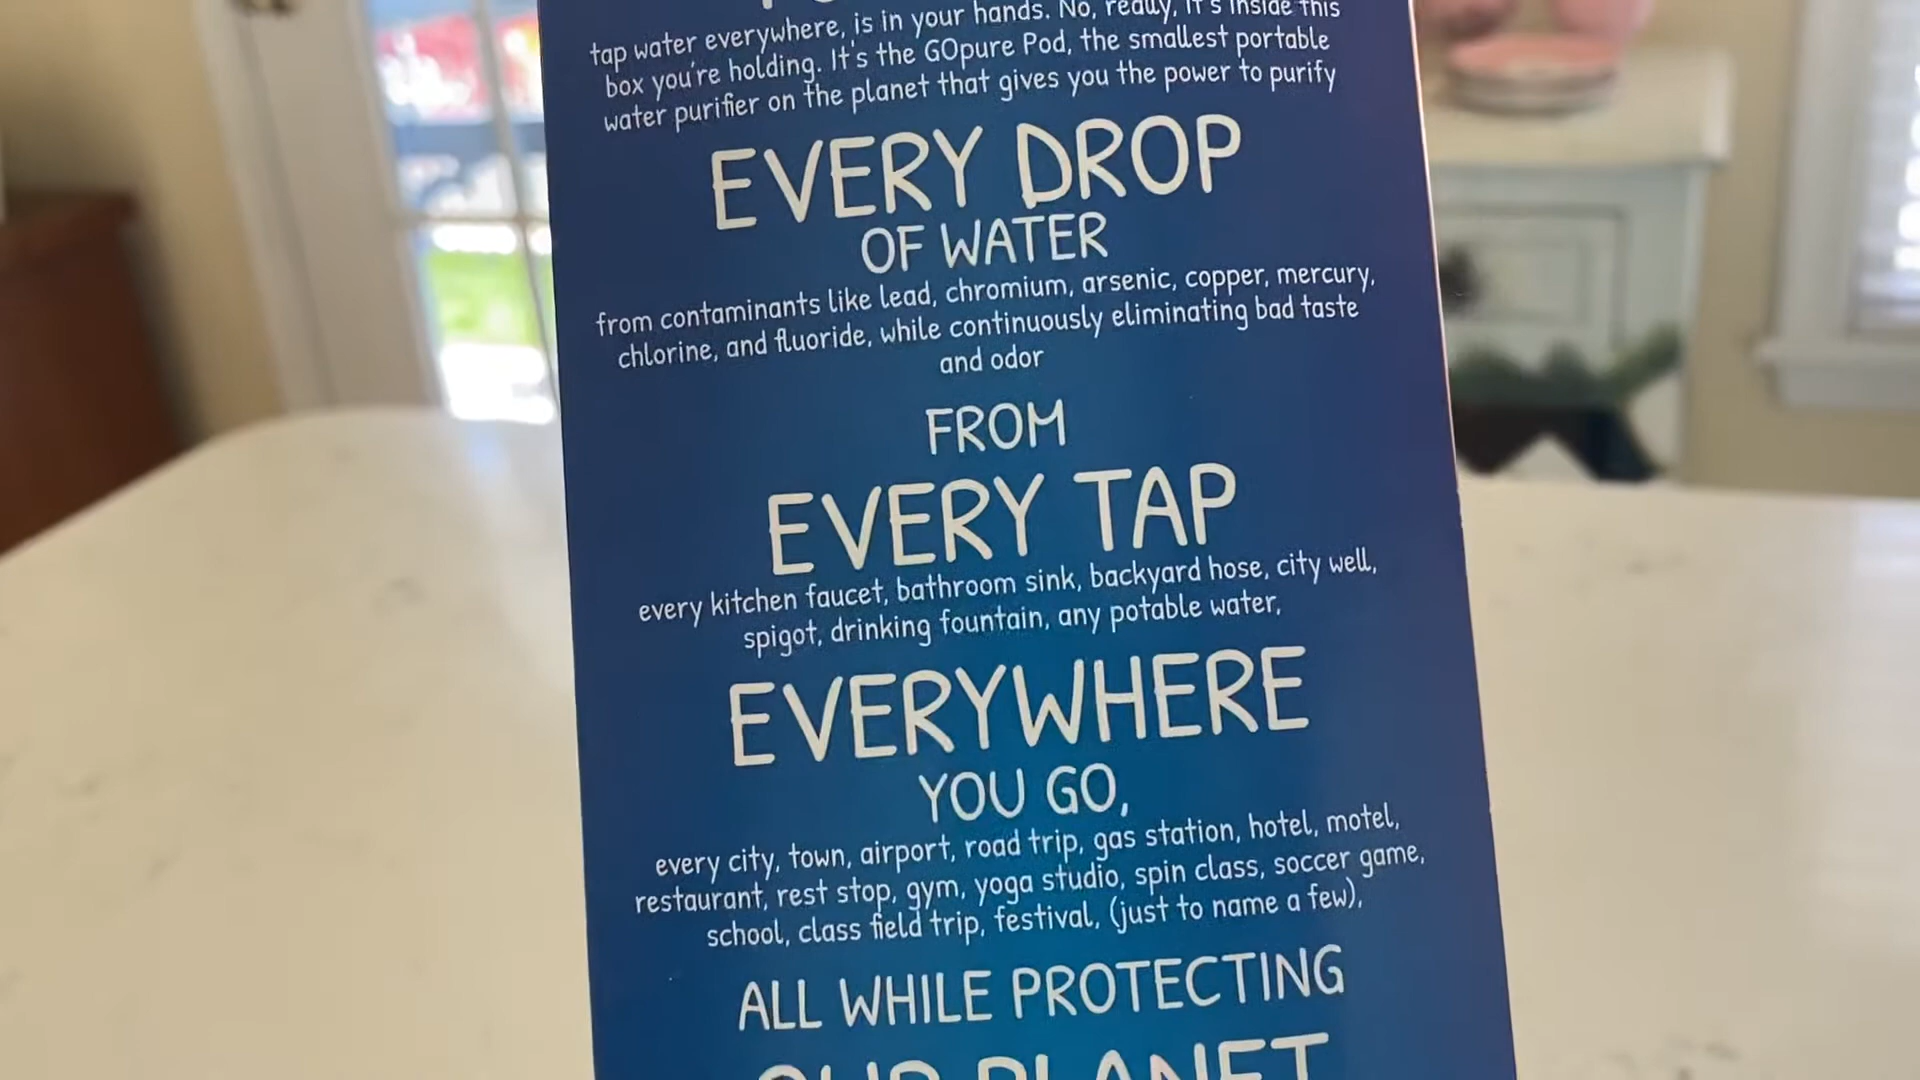 tap water everywhere, is in your hands. No, really, it's inside this
box you're holding. It's the GOpure Pod, the smallest portable
water purifier on the planet that gives you the power to purify
EVERY DROP
OF WATER
from contaminants like lead, chromium, arsenic, copper, mercury,
chlorine, and fluoride, while continuously eliminating bad taste
and odor
FROM
EVERY TAP
every kitchen faucet, bathroom sink, backyard hose, city well,
spigot, drinking fountain, any potable water,
EVERYWHERE
YOU GO,
every city, town, airport, road trip, gas station, hotel, motel,
restaurant, rest stop, gym, yoga studio, spin class, soccer game,
school, class field trip, festival, (just to name a few),
ALL WHILE PROTECTING
OUR PLANET